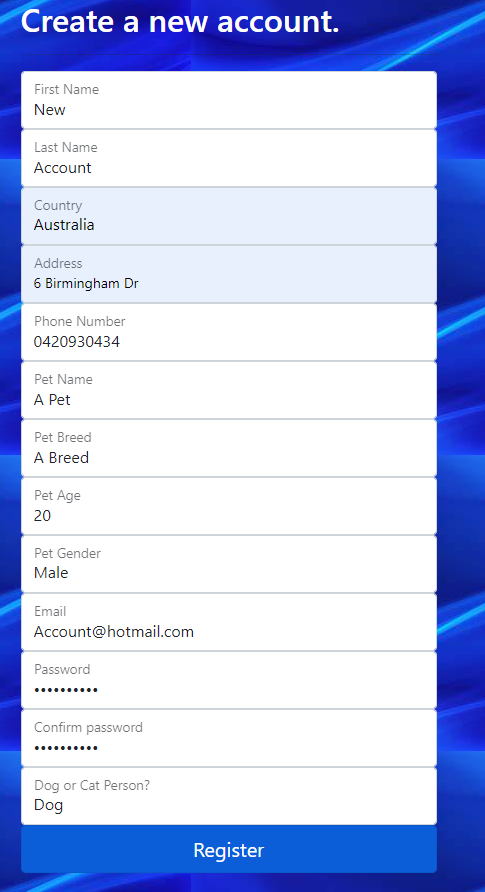 Create a new account.
First Name
New
Last Name
Account
Country
Australia
Address
6 Birmingham Dr
Phone Number
0420930434
Pet Name
A Pet
Pet Breed
A Breed
Pet Age
20
Pet Gender
Male
Email
Account@hotmail.com
Password
••••••••••
Confirm password
••••••••••
Dog or Cat Person?
Dog
Register